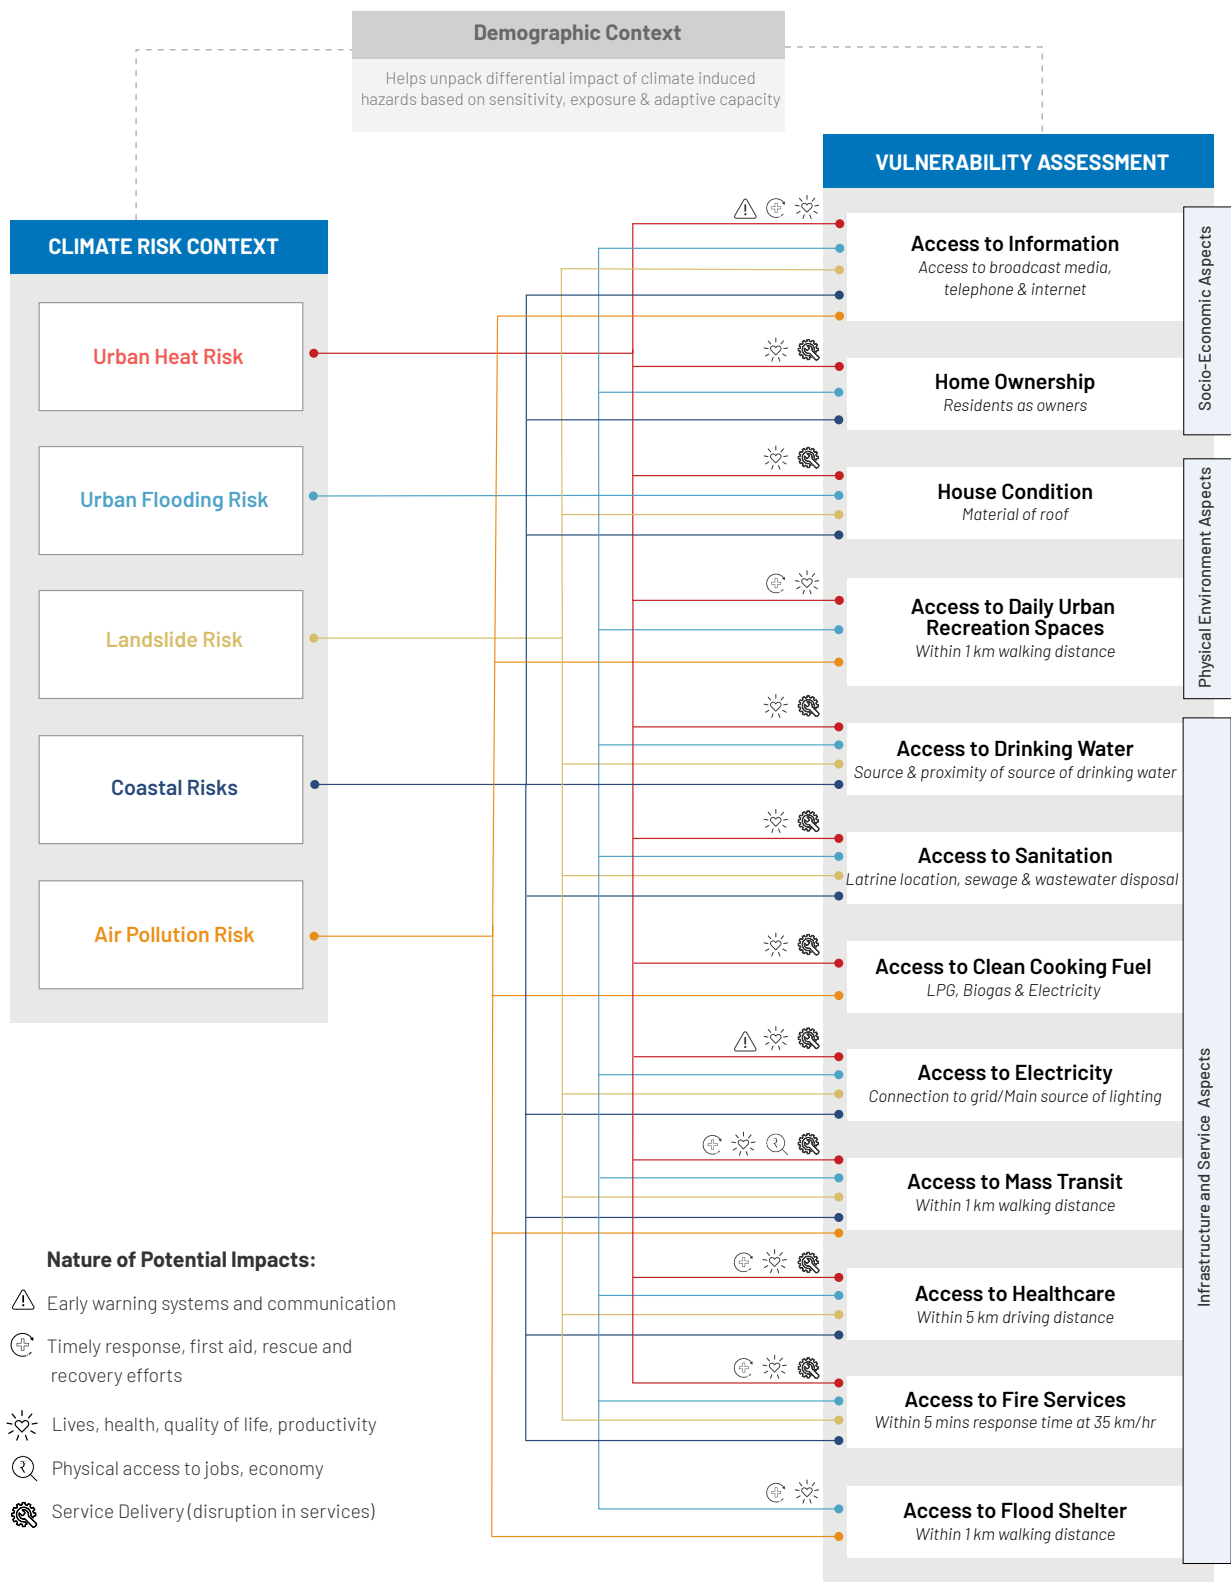 Demographic Context
Helps unpack differential impact of climate induced
hazards based on sensitivity, exposure & adaptive capacity
CLIMATE RISK CONTEXT
Urban Heat Risk
Urban Flooding Risk
Landslide Risk
Coastal Risks
Air Pollution Risk
VULNERABILITY ASSESSMENT
Access to Information
Access to broadcast media,
telephone & internet
Home Ownership
Residents as owners
House Condition
Material of roof
Access to Daily Urban
Recreation Spaces
Within 1 km walking distance
Access to Drinking Water
Source & proximity of source of drinking water
Access to Sanitation
Latrine location, sewage & wastewater disposal
Access to Clean Cooking Fuel
LPG, Biogas & Electricity
Access to Electricity
Connection to grid/Main source of lighting
Access to Mass Transit
Within 1 km walking distance
Access to Healthcare
Within 5 km driving distance
Access to Fire Services
Within 5 mins response time at 35 km/hr
Access to Flood Shelter
Within 1 km walking distance
Socio-Economic Aspects
Physical Environment Aspects
Infrastructure and Service Aspects
Nature of Potential Impacts:
Early warning systems and communication
Timely response, first aid, rescue and
recovery efforts
Lives, health, quality of life, productivity
Physical access to jobs, economy
Service Delivery (disruption in services)